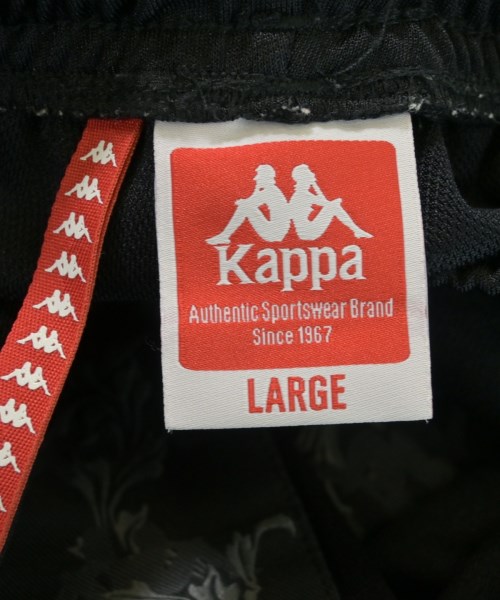 Kappa
Authentic Sportswear Brand
Since 1967
LARGE